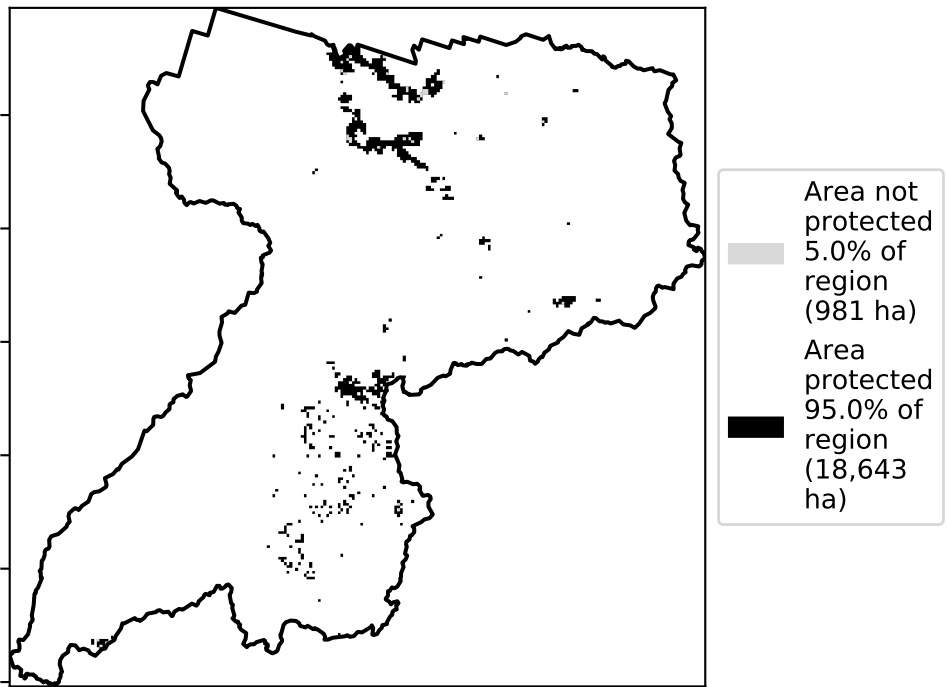 Area not
protected
5.0% of
region
(981 ha)
Area
protected
95.0% of
region
(18,643
ha)